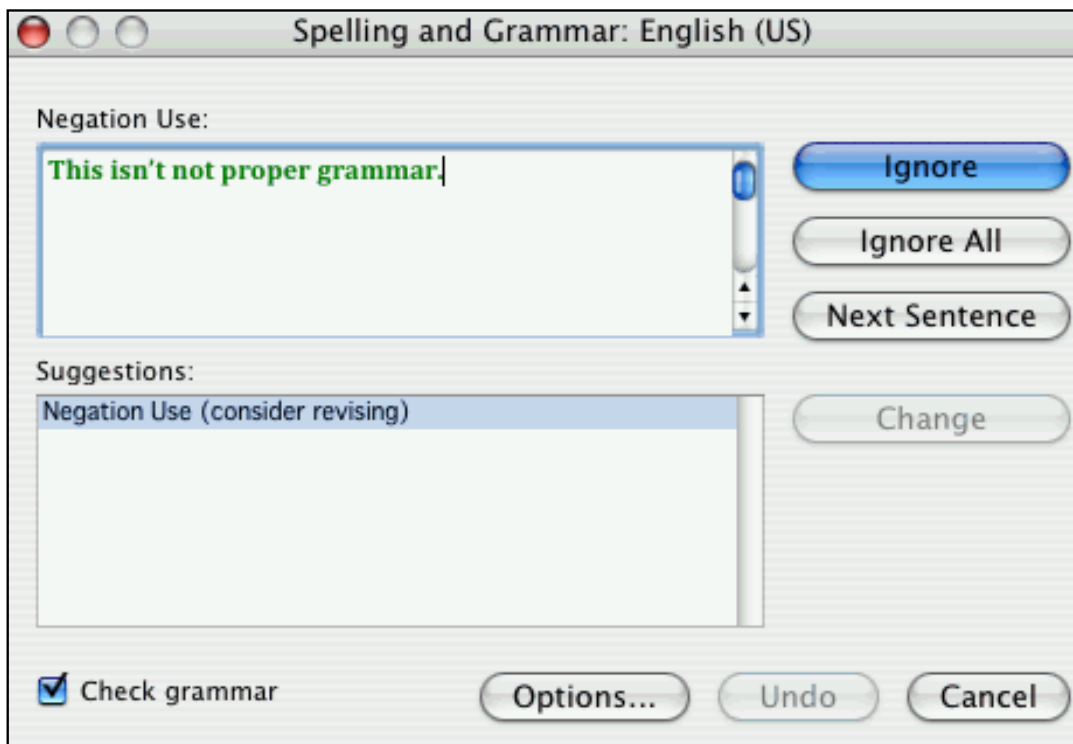 Spelling and Grammar: English (US)
Negation Use:
This isn’t not proper grammar.
Ignore
Ignore All
Next Sentence
Suggestions:
Negation Use (consider revising)
Change
Check grammar
Options...
Undo
Cancel